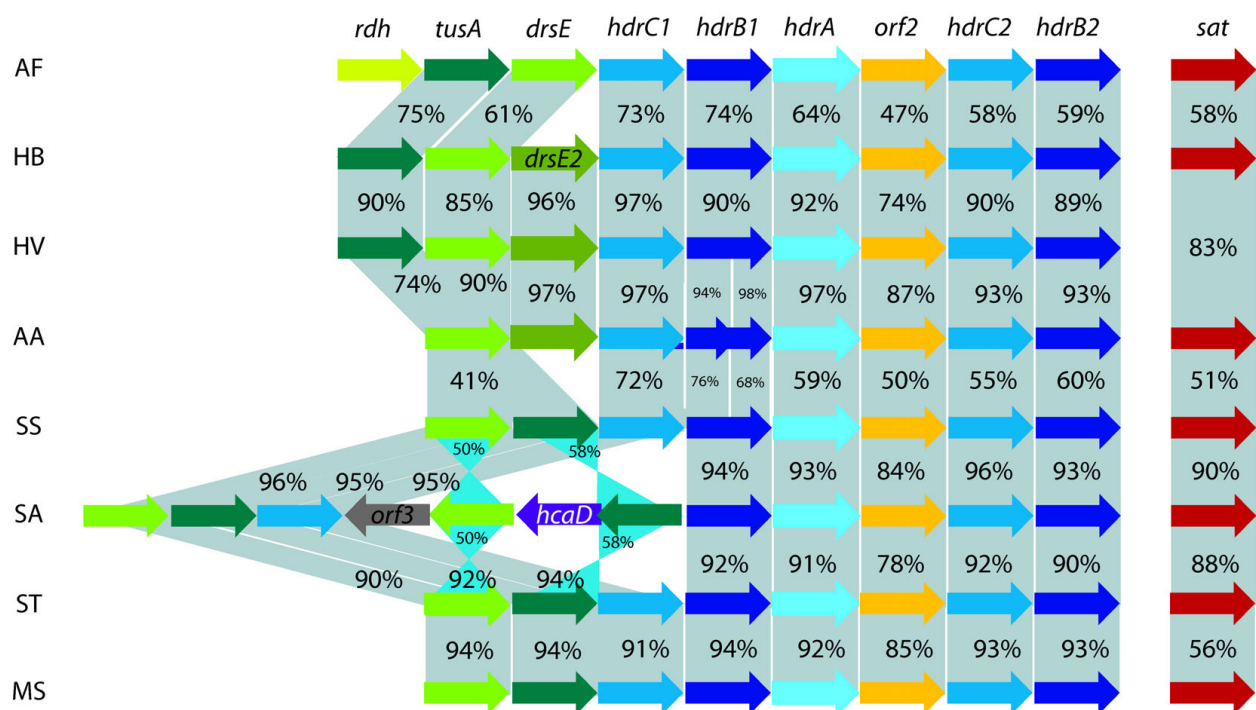 rdh tusA drsE hdrC1 hdrB1 hdrA orf2 hdrC2 hdrB2 sat
AF
75% 61% 73% 74% 64% 47% 58% 59% 58%
HB drsE2
90% 85% 96% 97% 90% 92% 74% 90% 89%
HV 83%
74% 90% 97% 97% 94% 98% 97% 87% 93% 93%
AA
41% 72% 76% 68% 59% 50% 55% 60% 51%
SS
50% 58%
96% 95% 95% 94% 93% 84% 96% 93% 90%
SA orf3 hcaD
50% 58%
90% 92% 94% 92% 91% 78% 92% 90% 88%
ST
94% 94% 91% 94% 92% 85% 93% 93% 56%
MS